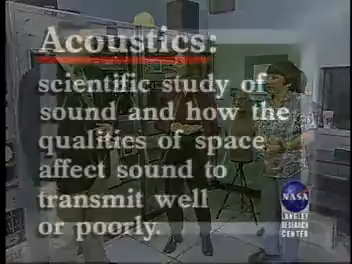 Acoustics:
scientific study of
sound and how the
qualities of space
affect sound to
transmit well
or poorly.
NASA
LANGLEY
RESEARCH
CENTER